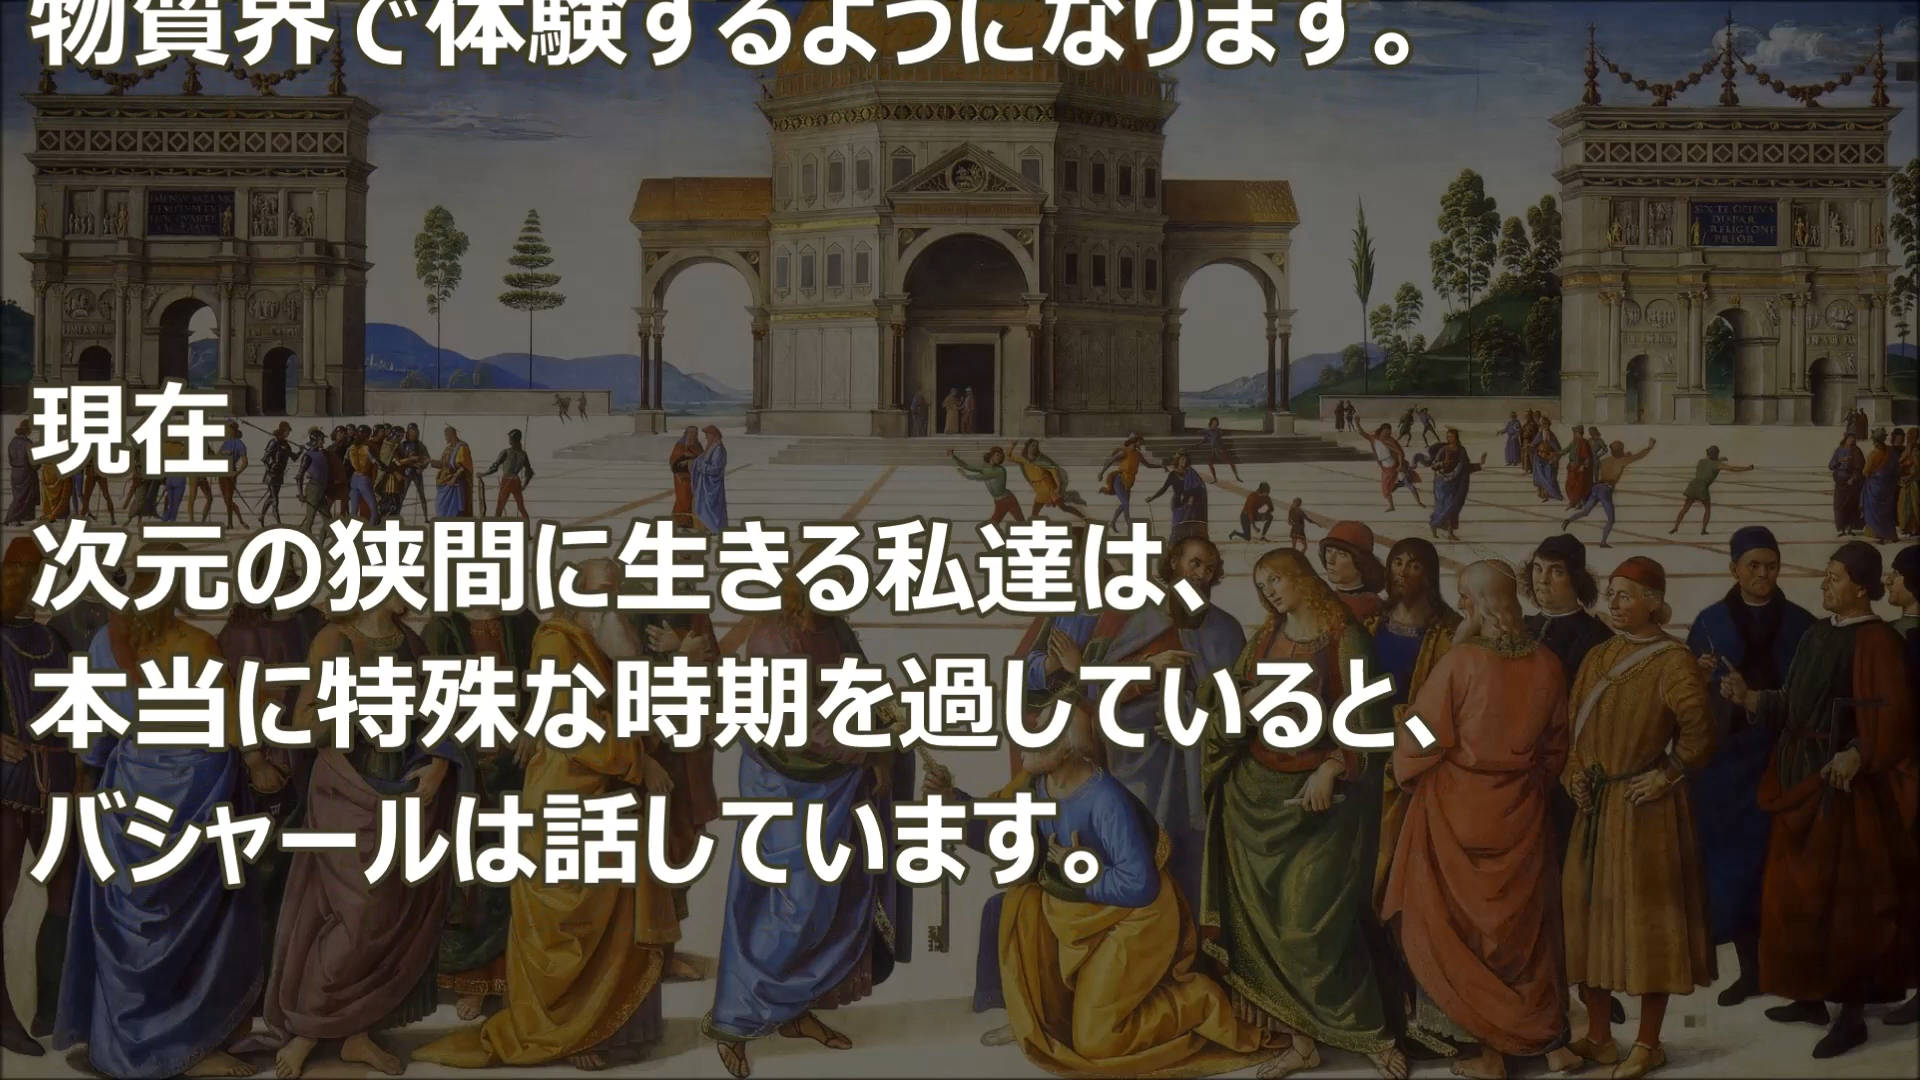 物質界で体験するようになります。
現在
次元の狭間に生きる私達は、
本当に特殊な時期を過していると、
バシャールは話しています。